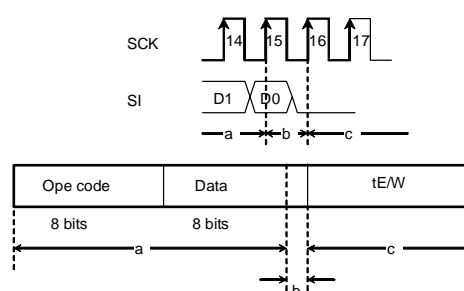 SCK 14 15 16 17
SI D1 D0
a b c
Ope code Data tE/W
8 bits 8 bits
a c
b